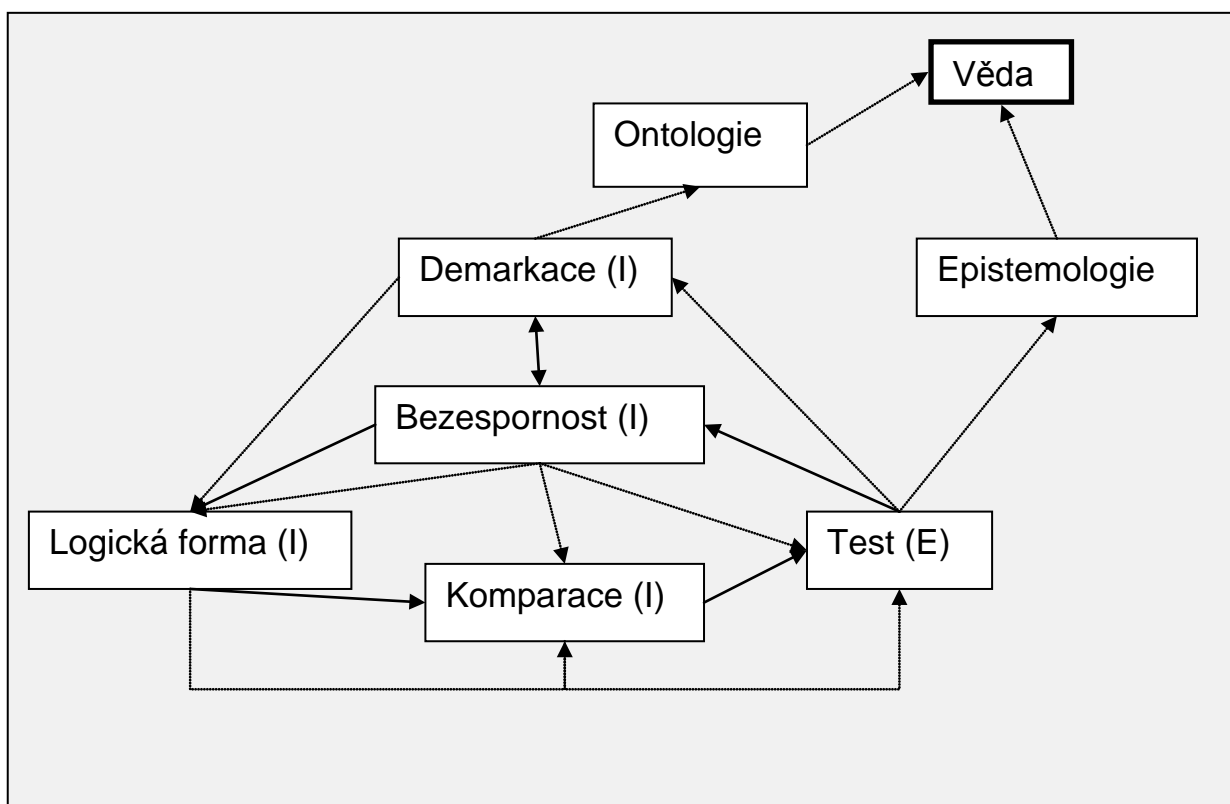 Věda
Ontologie
Demarkace (I)
Epistemologie
Bezespornost (I)
Logická forma (I)
Test (E)
Komparace (I)